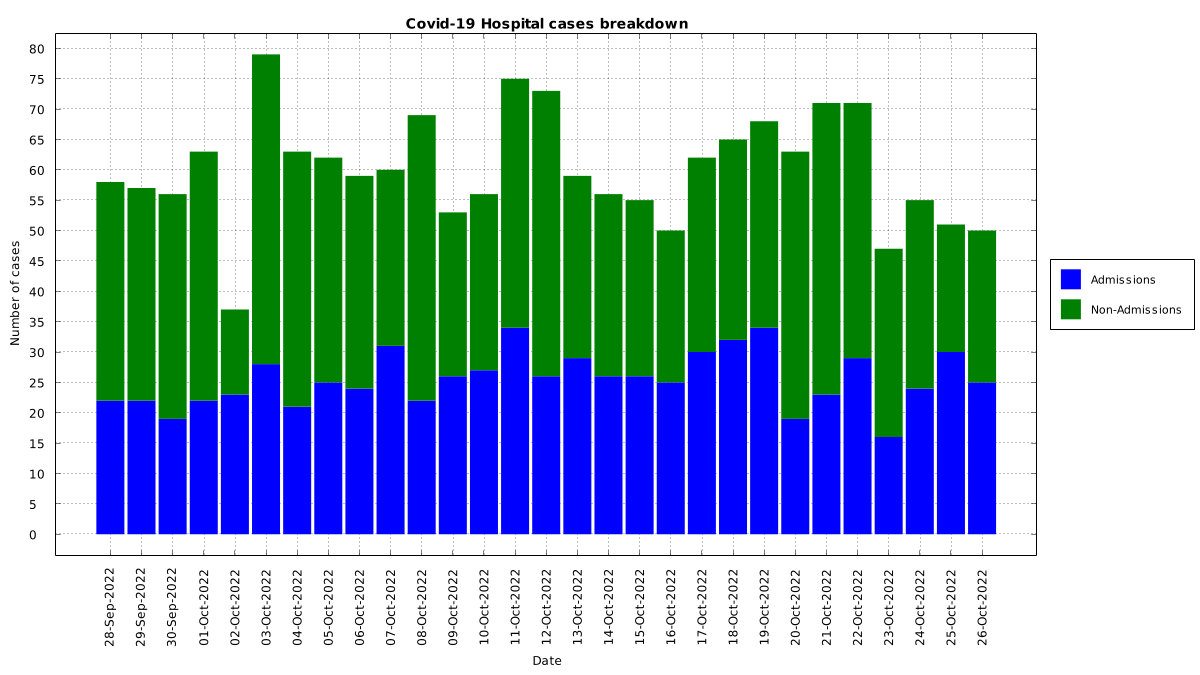 Covid-19 Hospital cases breakdown
80
75
70
65
60
55
50
45
40
35
30
25
20
15
10
5
0
Number of cases
Admissions
Non-Admissions
28-Sep-2022
29-Sep-2022
30-Sep-2022
01-Oct-2022
02-Oct-2022
03-Oct-2022
04-Oct-2022
05-Oct-2022
06-Oct-2022
07-Oct-2022
08-Oct-2022
09-Oct-2022
10-Oct-2022
11-Oct-2022
12-Oct-2022
13-Oct-2022
14-Oct-2022
15-Oct-2022
16-Oct-2022
17-Oct-2022
18-Oct-2022
19-Oct-2022
20-Oct-2022
21-Oct-2022
22-Oct-2022
23-Oct-2022
24-Oct-2022
25-Oct-2022
26-Oct-2022
Date